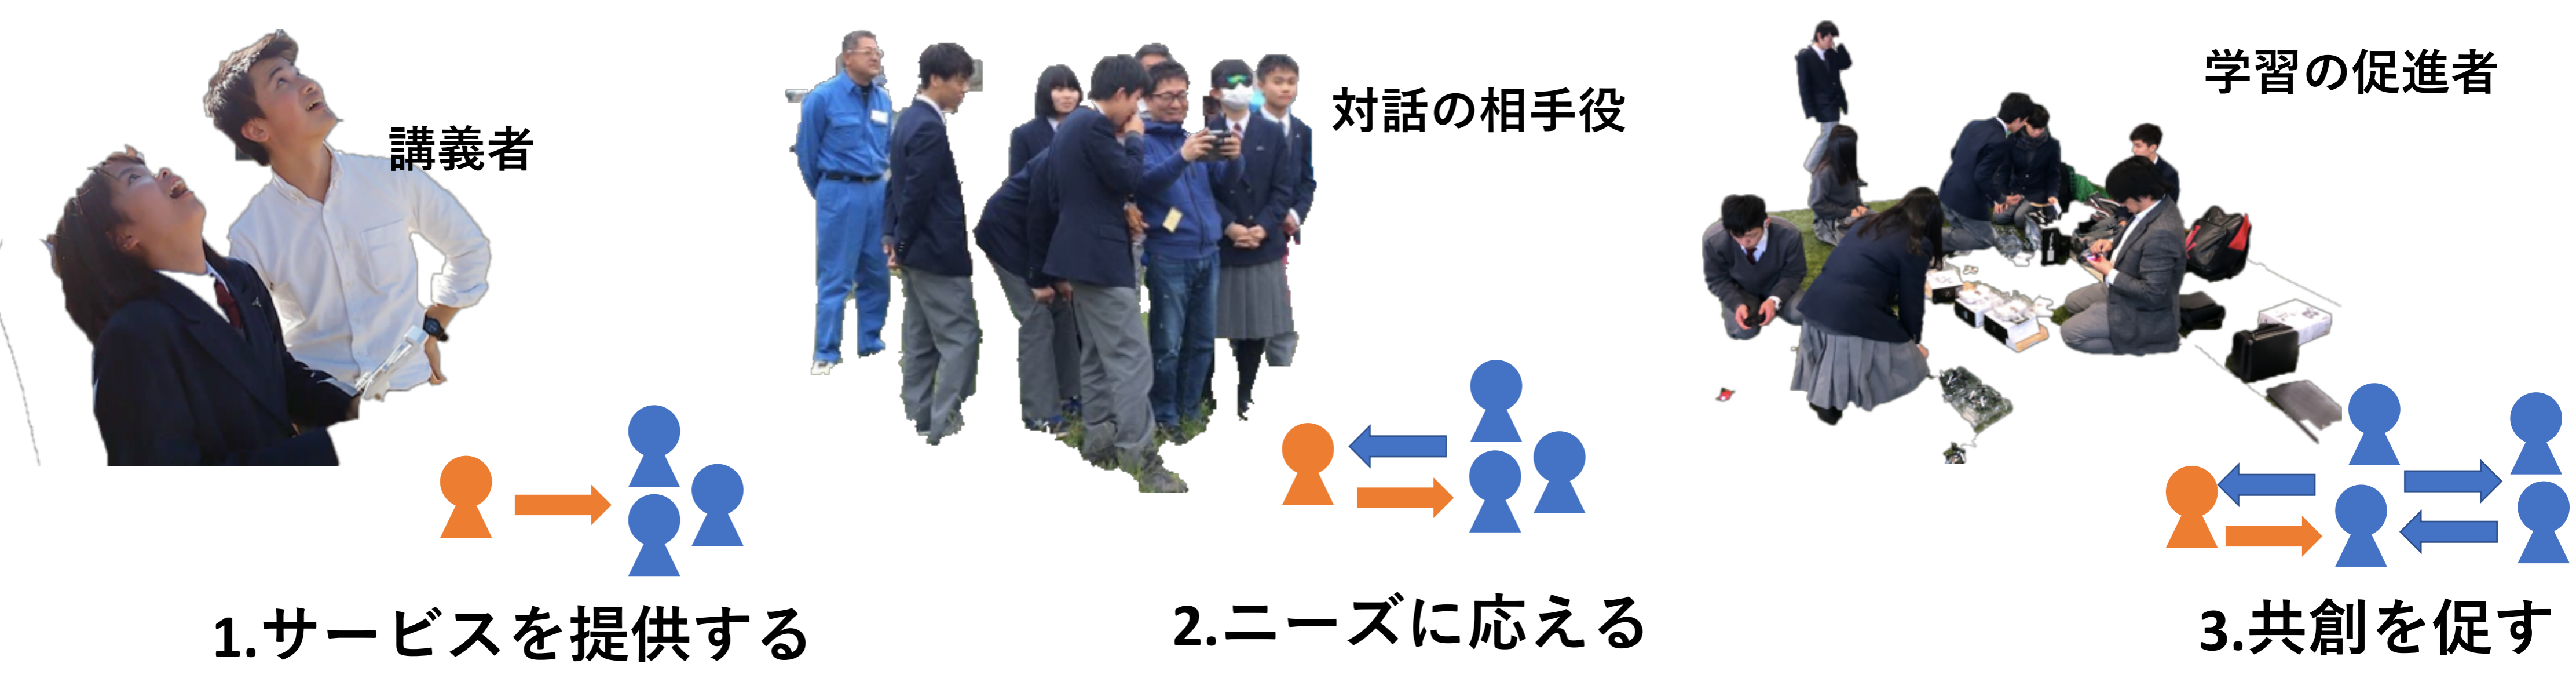 講義者
1.サービスを提供する
対話の相手役
2.ニーズに応える
学習の促進者
3.共創を促す